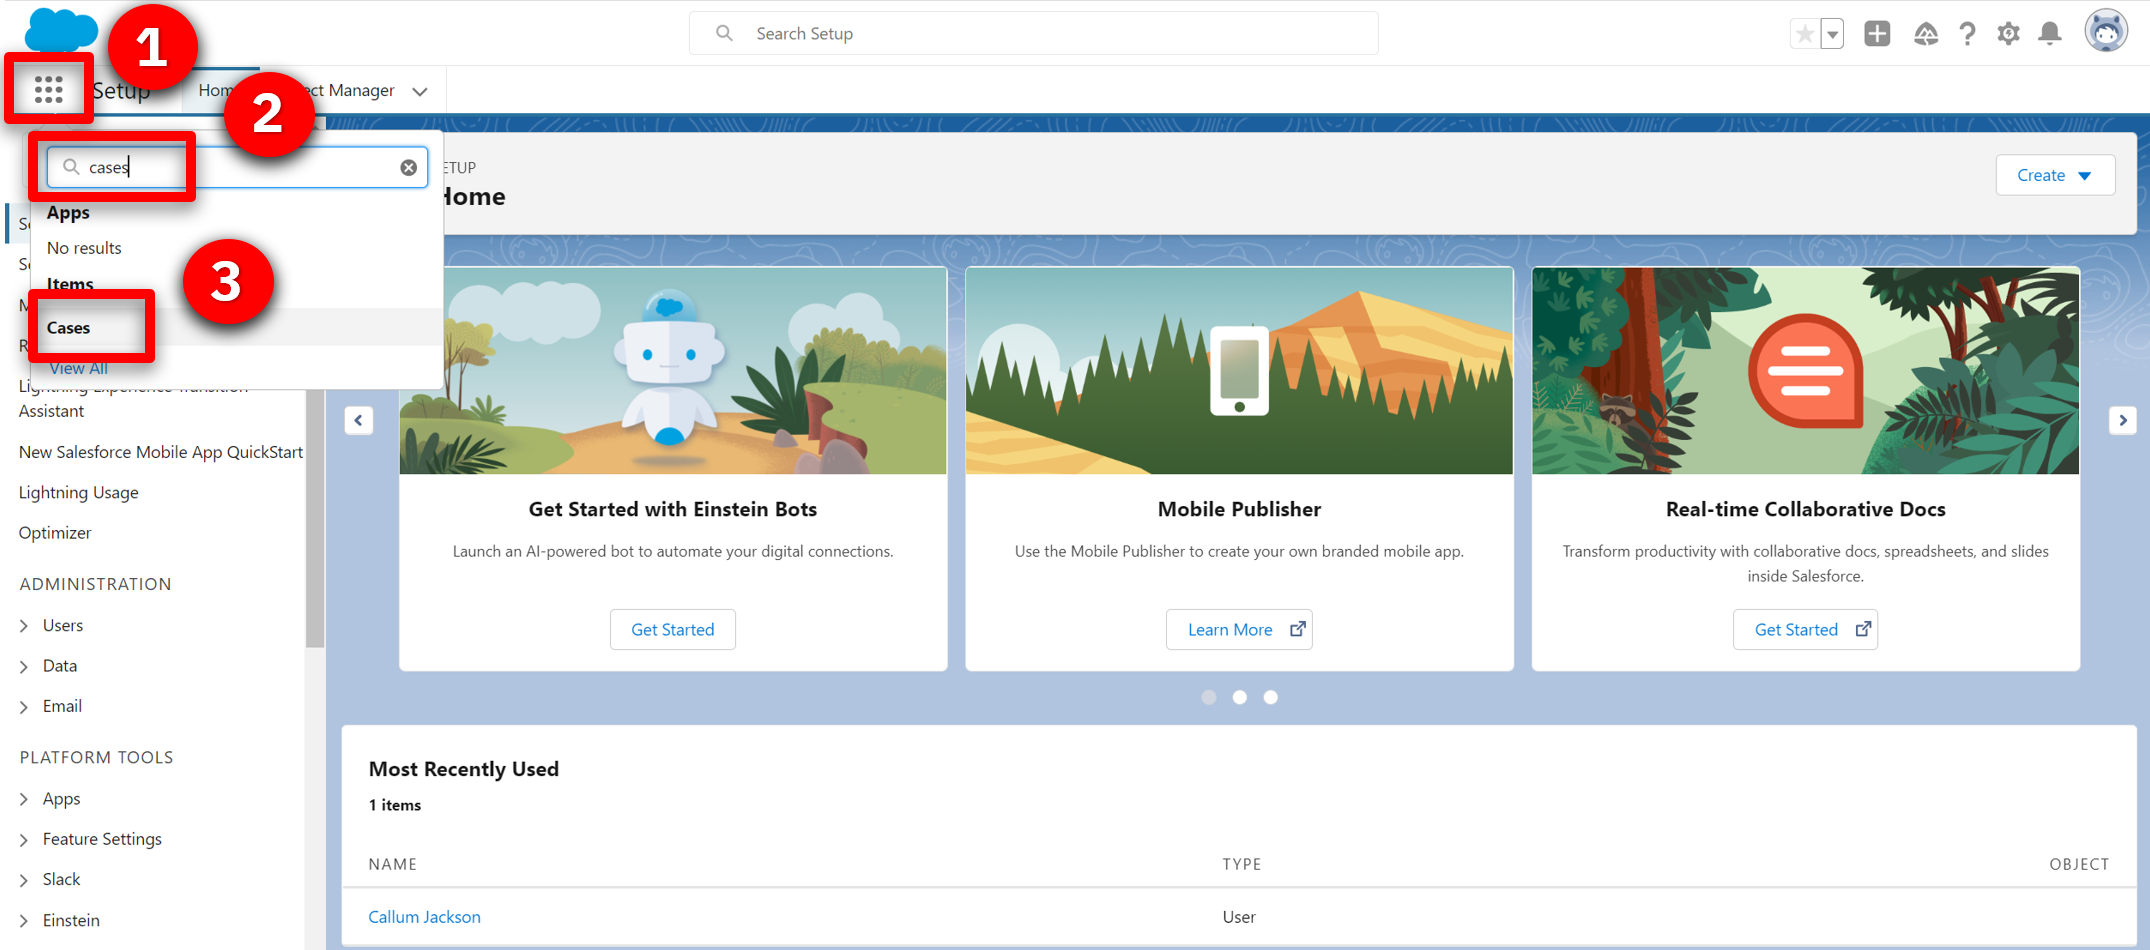 1
Search Setup
Setup
Hom
2
ect Manager
cases
Apps
No results
3
Items
Cases
View All
ETUP
Home
Create
Se
Se
M
R
Lightning Experience Transition
Assistant
New Salesforce Mobile App QuickStart
Lightning Usage
Optimizer
ADMINISTRATION
Users
Data
Email
PLATFORM TOOLS
Apps
Feature Settings
Slack
Einstein
Get Started with Einstein Bots
Launch an AI-powered bot to automate your digital connections.
Get Started
Mobile Publisher
Use the Mobile Publisher to create your own branded mobile app.
Learn More
Real-time Collaborative Docs
Transform productivity with collaborative docs, spreadsheets, and slides
inside Salesforce.
Get Started
Most Recently Used
1 items
NAME TYPE OBJECT
Callum Jackson User